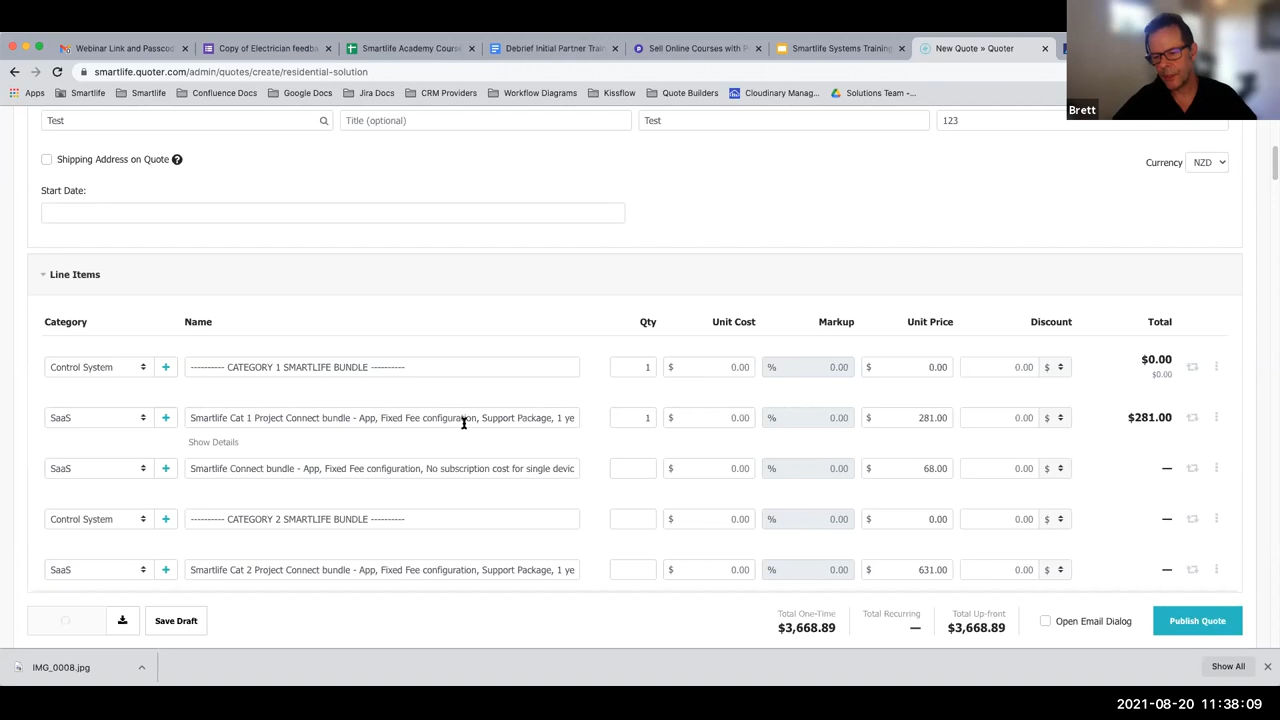 Webinar Link and Passcod
Copy of Electrician feedba
Smartlife Academy Course
Debrief Initial Partner Train
Sell Online Courses with P
Smartlife Systems Training
New Quote » Quoter
smartlife.quoter.com/admin/quotes/create/residential-solution
Apps
Smartlife
Smartlife
Confluence Docs
Google Docs
Jira Docs
CRM Providers
Workflow Diagrams
Kissflow
Quote Builders
Cloudinary Manag...
Solutions Team -...
Brett
Test
Title (optional)
Test
123
Shipping Address on Quote ?
Currency NZD
Start Date:
Line Items
Category Name Qty Unit Cost Markup Unit Price Discount Total
Control System + ---------- CATEGORY 1 SMARTLIFE BUNDLE ---------- 1 $ 0.00 % 0.00 $ 0.00 0.00 $ $0.00
$0.00
SaaS + Smartlife Cat 1 Project Connect bundle - App, Fixed Fee configuration, Support Package, 1 ye 1 $ 0.00 % 0.00 $ 281.00 0.00 $ $281.00
Show Details
SaaS + Smartlife Connect bundle - App, Fixed Fee configuration, No subscription cost for single devic $ 0.00 % 0.00 $ 68.00 0.00 $ —
Control System + ---------- CATEGORY 2 SMARTLIFE BUNDLE ---------- $ 0.00 % 0.00 $ 0.00 0.00 $ —
SaaS + Smartlife Cat 2 Project Connect bundle - App, Fixed Fee configuration, Support Package, 1 ye $ 0.00 % 0.00 $ 631.00 0.00 $ —
Save Draft
Total One-Time
$3,668.89
Total Recurring
—
Total Up-front
$3,668.89
Open Email Dialog
Publish Quote
IMG_0008.jpg
Show All
2021-08-20 11:38:09